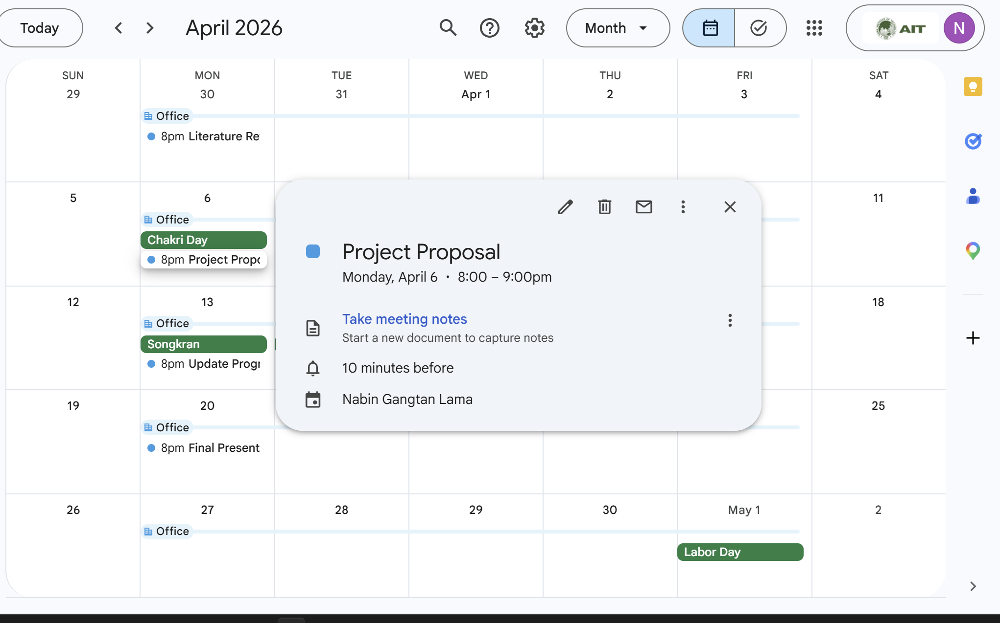 Today
April 2026
Month
AIT
N
SUN
MON
TUE
WED
THU
FRI
SAT
29
30
31
Apr 1
2
3
4
Office
8pm Literature Re
5
6
11
Office
Chakri Day
8pm Project Propo
Project Proposal
Monday, April 6 • 8:00 – 9:00pm
Take meeting notes
Start a new document to capture notes
10 minutes before
Nabin Gangtan Lama
12
13
18
Office
Songkran
8pm Update Progr
19
20
25
Office
8pm Final Present
26
27
28
29
30
May 1
2
Office
Labor Day